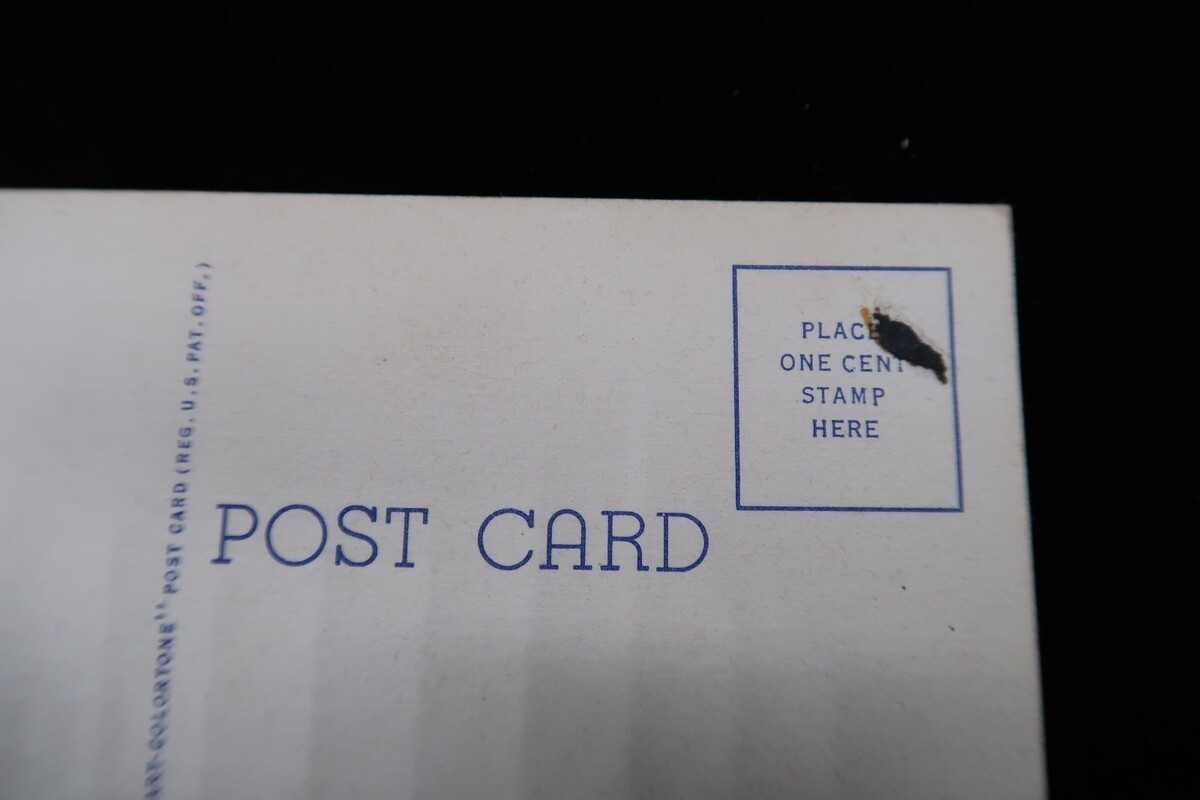 PLACE
ONE CENT
STAMP
HERE
POST CARD
ART-COLORTONE" POST CARD (REG. U.S. PAT. OFF.)